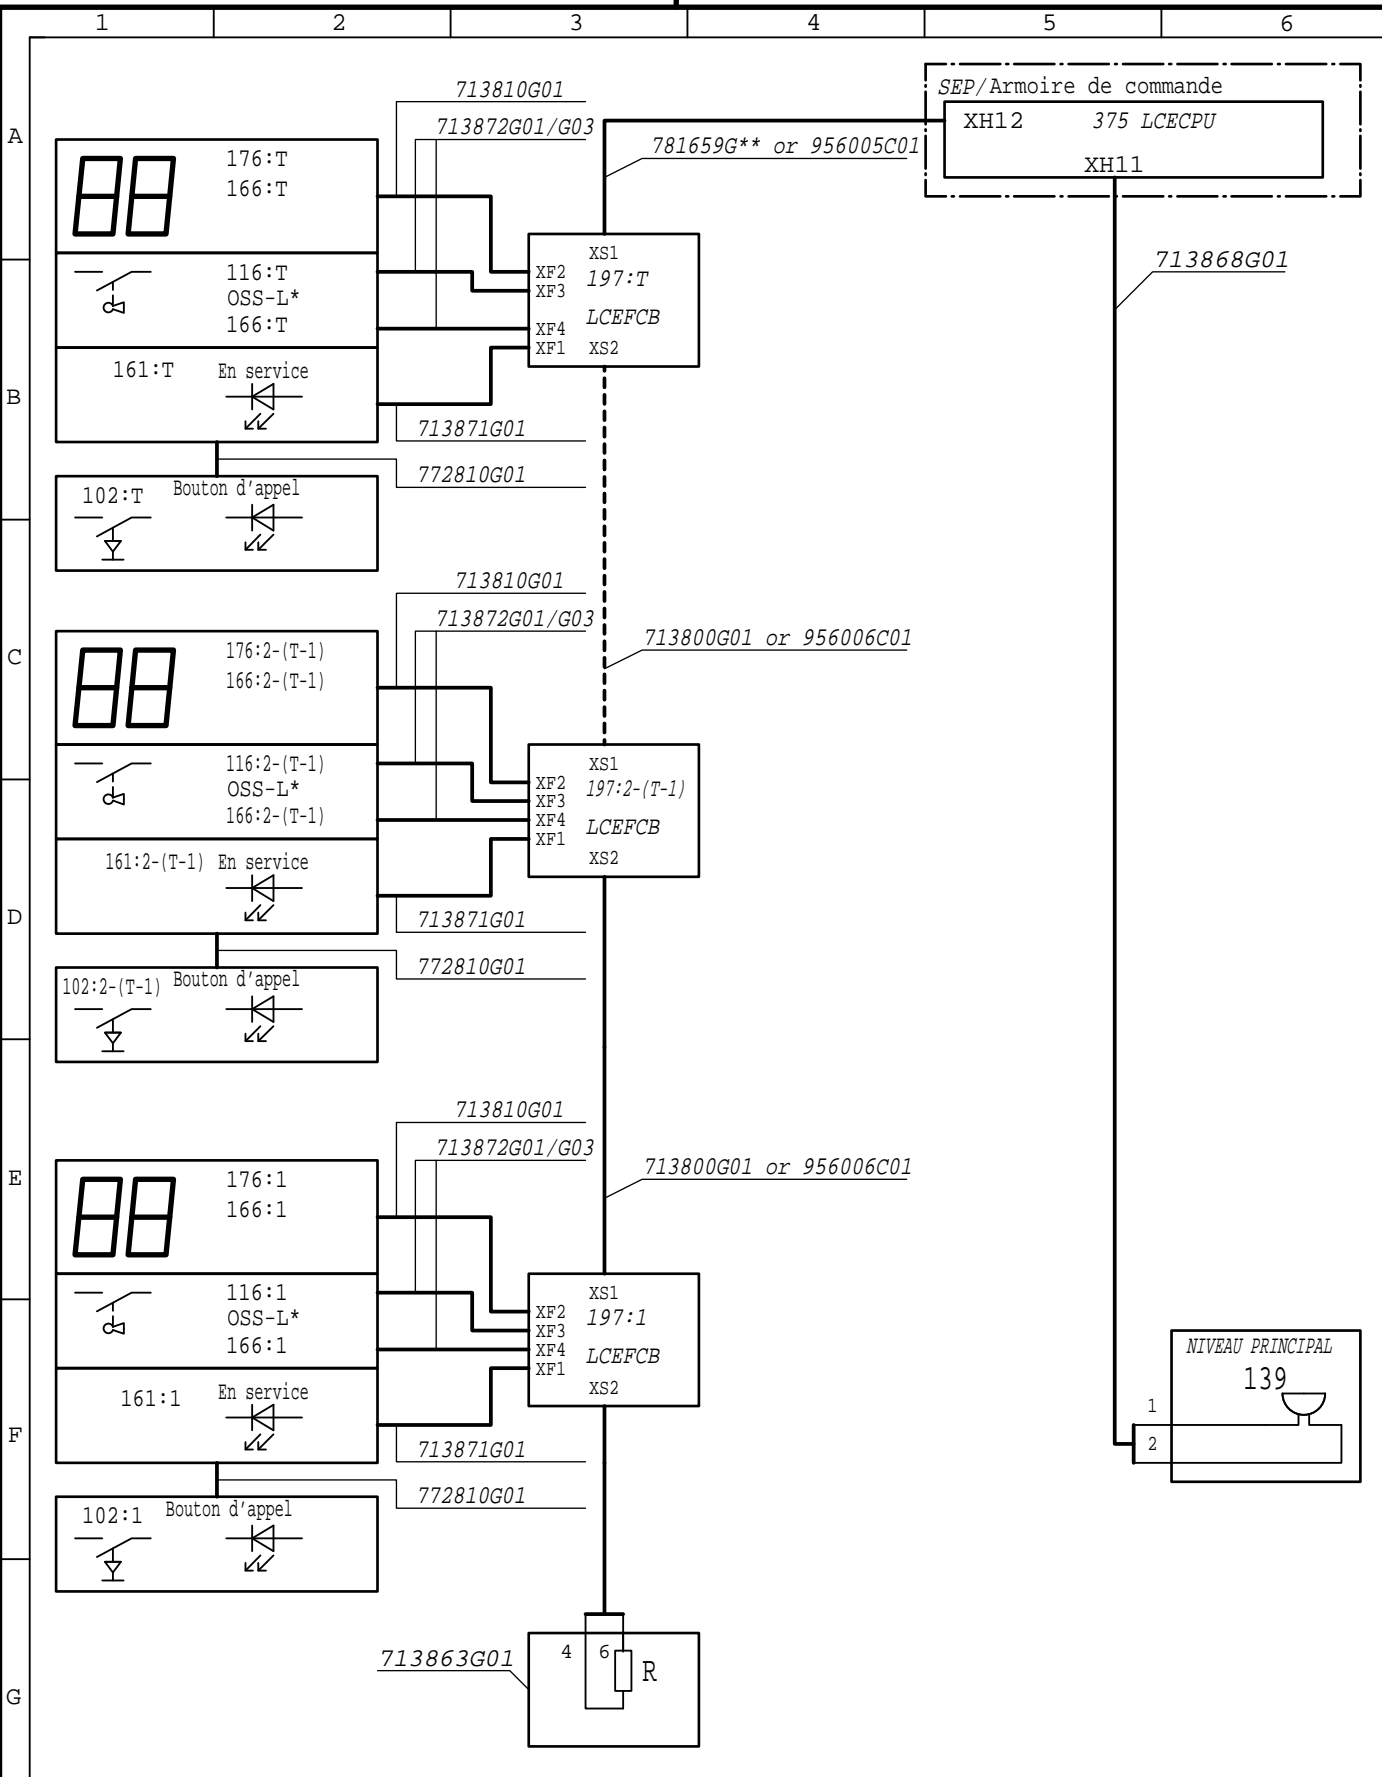 1 2 3 4 5 6
A
B
C
D
E
F
G
SEP/Armoire de commande
XH12 375 LCECPU
XH11
713810G01
713872G01/G03
781659G** or 956005C01
713868G01
176:T
166:T
116:T
OSS-L*
166:T
161:T En service
XS1
XF2 197:T
XF3
LCEFCB
XF4
XF1 XS2
713871G01
772810G01
102:T Bouton d'appel
713810G01
713872G01/G03
713800G01 or 956006C01
176:2-(T-1)
166:2-(T-1)
116:2-(T-1)
OSS-L*
166:2-(T-1)
161:2-(T-1) En service
XS1
XF2 197:2-(T-1)
XF3
XF4 LCEFCB
XF1
XS2
713871G01
772810G01
102:2-(T-1) Bouton d'appel
713810G01
713872G01/G03
713800G01 or 956006C01
176:1
166:1
116:1
OSS-L*
166:1
161:1 En service
XS1
XF2 197:1
XF3
XF4 LCEFCB
XF1
XS2
713871G01
772810G01
102:1 Bouton d'appel
NIVEAU PRINCIPAL
139
1
2
713863G01
4 6 R